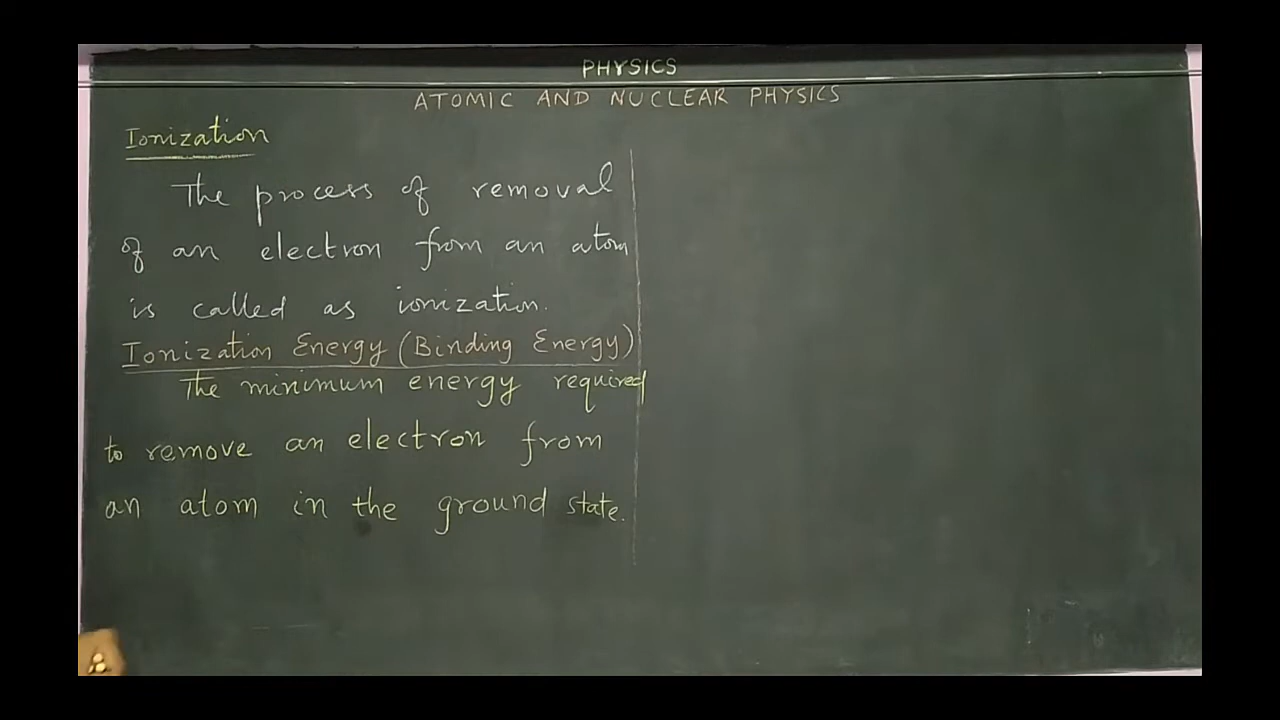 PHYSICS
ATOMIC AND NUCLEAR PHYSICS
Ionization
The process of removal
of an electron from an atom
is called as ionization.
Ionization Energy (Binding Energy)
The minimum energy required
to remove an electron from
an atom in the ground state.